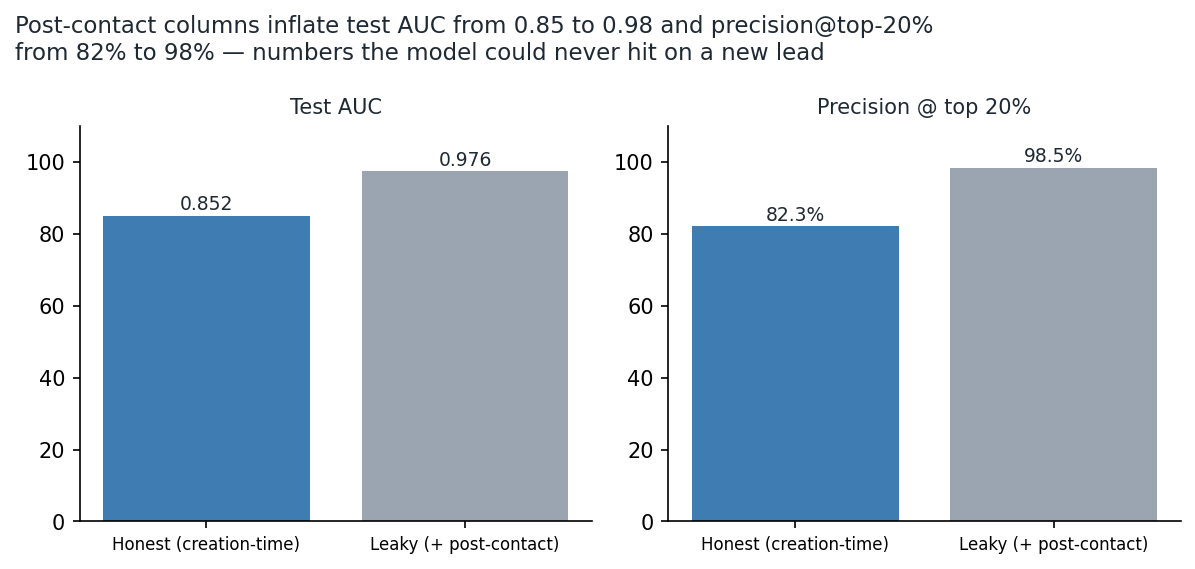 Post-contact columns inflate test AUC from 0.85 to 0.98 and precision@top-20%
from 82% to 98% — numbers the model could never hit on a new lead
Test AUC
100
80
60
40
20
0
0.852
0.976
Honest (creation-time)
Leaky (+ post-contact)
Precision @ top 20%
100
80
60
40
20
0
82.3%
98.5%
Honest (creation-time)
Leaky (+ post-contact)